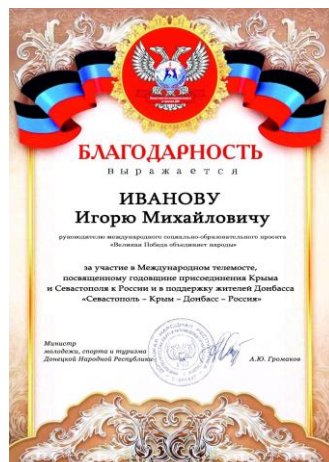 БЛАГОДАРНОСТЬ
выражается
ИВАНОВУ
Игорю Михайловичу
руководителю международного социально-образовательного проекта
«Великая Победа объединяет народы»
за участие в Международном телемосте,
посвященному годовщине присоединения Крыма
и Севастополя к России и в поддержку жителей Донбасса
«Севастополь – Крым – Донбасс – Россия»
Министр
молодежи, спорта и туризма
Донецкой Народной Республики
А.Ю. Громаков